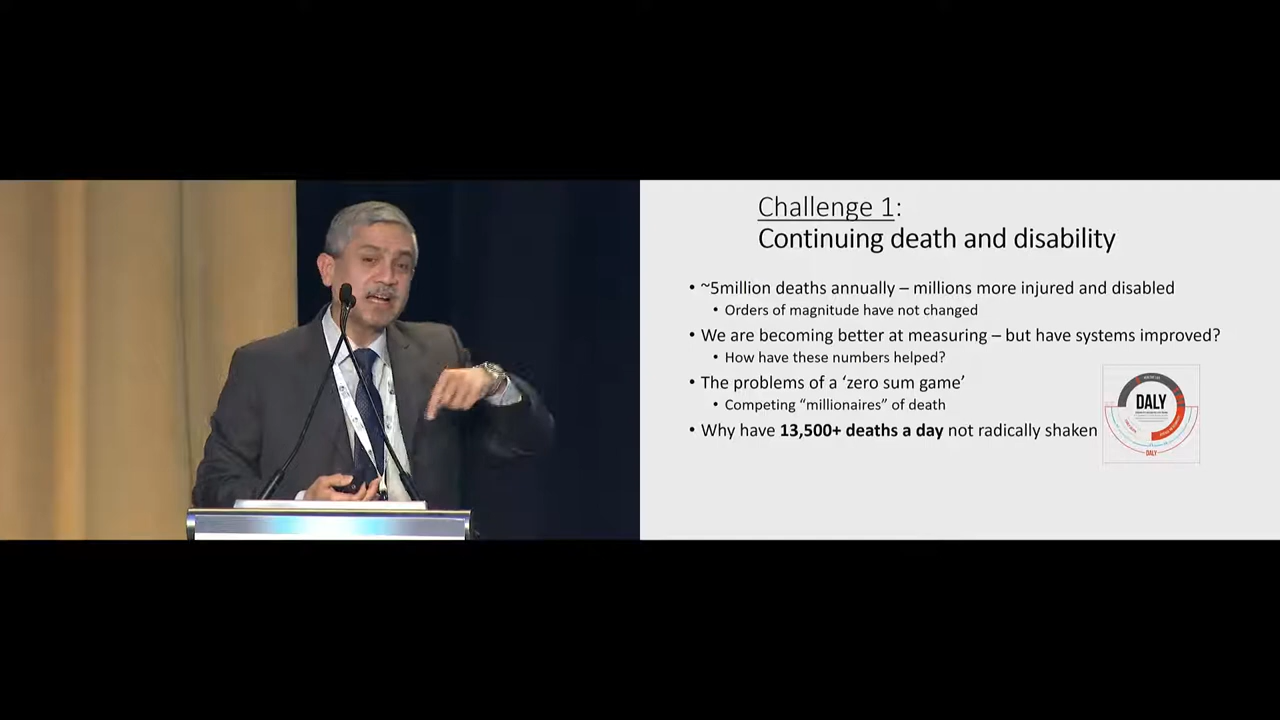 Challenge 1:
Continuing death and disability
• ~5million deaths annually – millions more injured and disabled
• Orders of magnitude have not changed
• We are becoming better at measuring – but have systems improved?
• How have these numbers helped?
• The problems of a ‘zero sum game’
• Competing “millionaires” of death
• Why have 13,500+ deaths a day not radically shaken
DALY
DALY